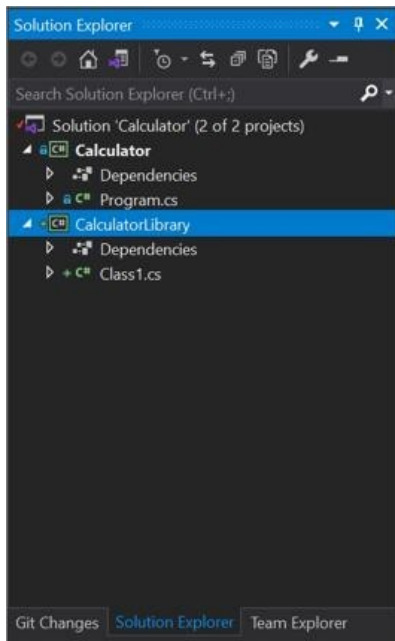 Solution Explorer
Search Solution Explorer (Ctrl+;)
Solution 'Calculator' (2 of 2 projects)
C# Calculator
Dependencies
C# Program.cs
C# CalculatorLibrary
Dependencies
+ C# Class1.cs
Git Changes Solution Explorer Team Explorer